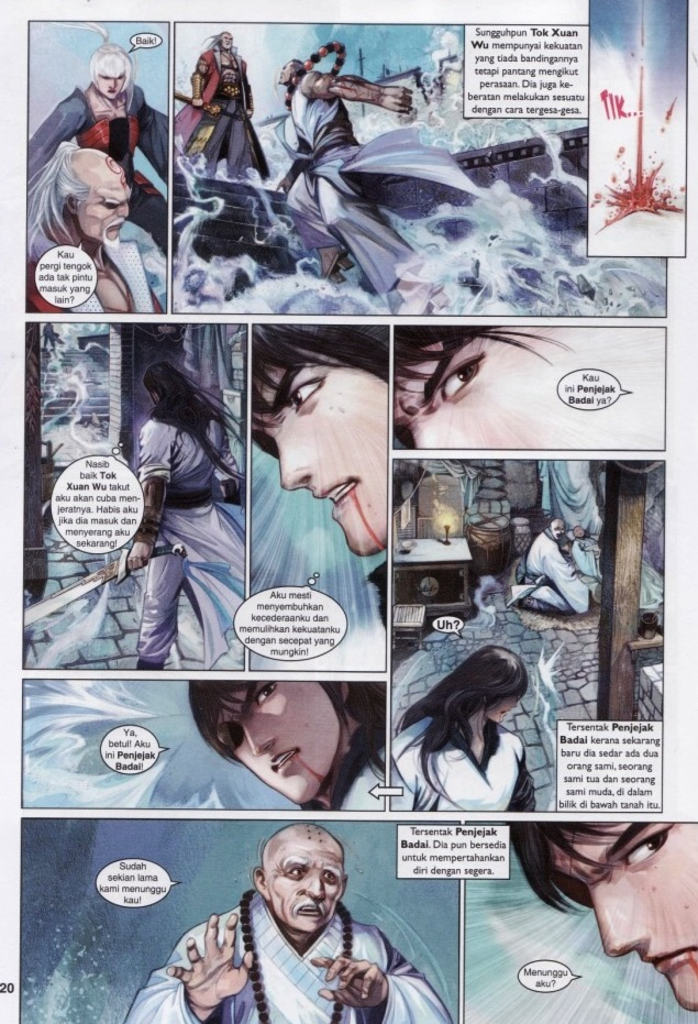 Baik!
Kau
pergi tengok
ada tak pintu
masuk yang
lain?
Sungguhpun Tok Xuan
Wu mempunyai kekuatan
yang tiada bandingannya
tetapi pantang mengikut
perasaan. Dia juga ke-
beratan melakukan sesuatu
dengan cara tergesa-gesa.
TIK...
Nasib
baik Tok
Xuan Wu takut
aku akan cuba men-
jeratnya. Habis aku
jika dia masuk dan
menyerang aku
sekarang!
Aku mesti
menyembuhkan
kecederaanku dan
memulihkan kekuatanku
dengan secepat yang
mungkin!
Kau
ini Penjejak
Badai ya?
Uh?
Tersentak Penjejak
Badai kerana sekarang
baru dia sedar ada dua
orang sami, seorang
sami tua dan seorang
sami muda, di dalam
bilik di bawah tanah itu.
Ya,
betul! Aku
ini Penjejak
Badai!
Sudah
sekian lama
kami menunggu
kau!
Tersentak Penjejak
Badai. Dia pun bersedia
untuk mempertahankan
diri dengan segera.
Menunggu
aku?
20